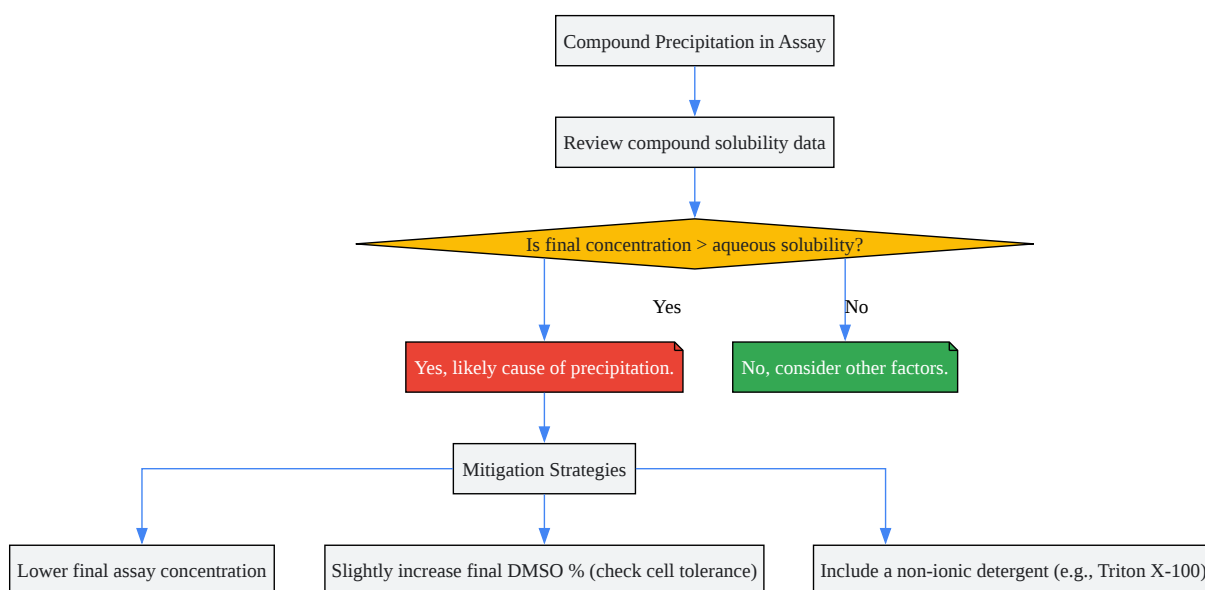 Compound Precipitation in Assay
Review compound solubility data
Is final concentration > aqueous solubility?
Yes
No
Yes, likely cause of precipitation.
No, consider other factors.
Mitigation Strategies
Lower final assay concentration
Slightly increase final DMSO % (check cell tolerance)
Include a non-ionic detergent (e.g., Triton X-100)